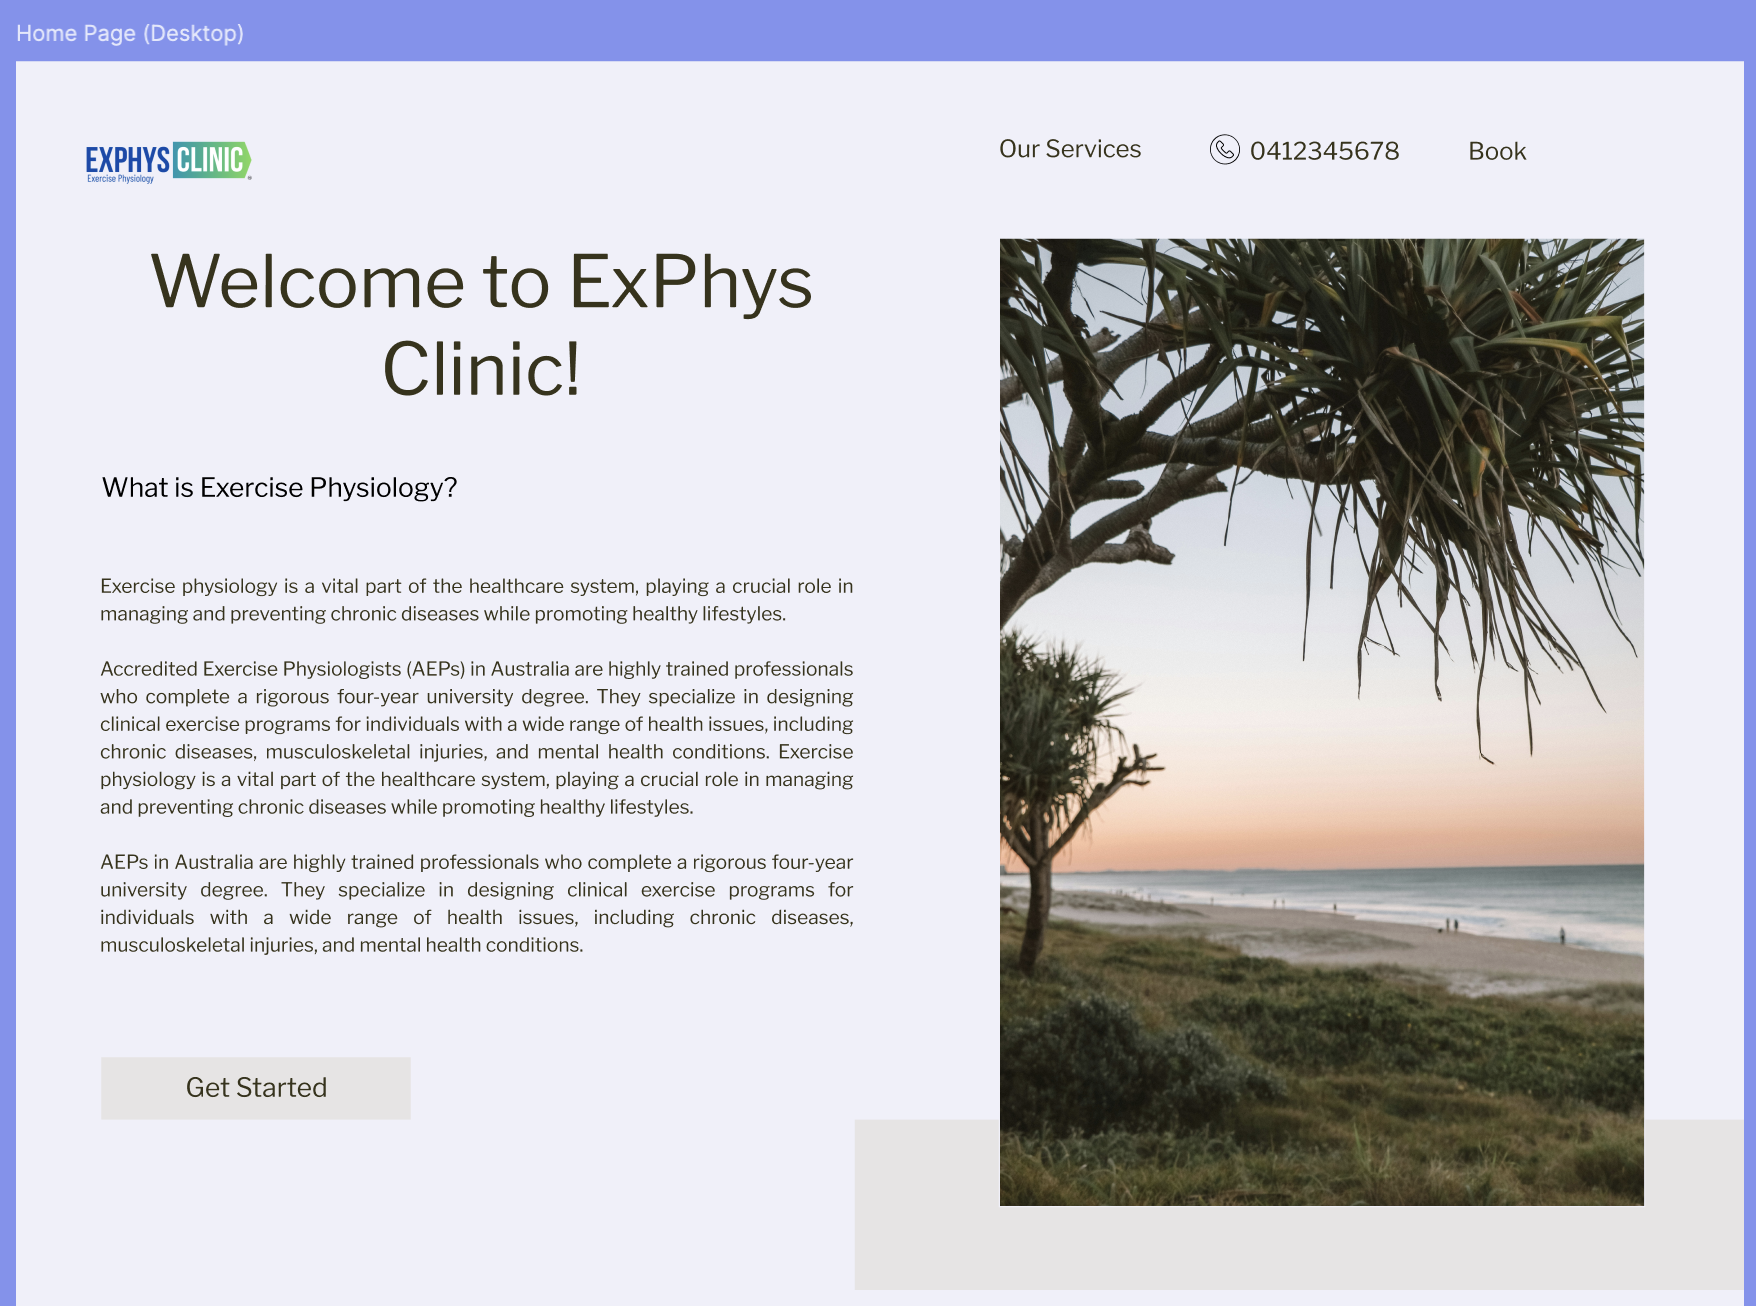 Home Page (Desktop)
EXPHYS CLINIC
Exercise Physiology
Our Services
0412345678
Book
Welcome to ExPhys
Clinic!
What is Exercise Physiology?
Exercise physiology is a vital part of the healthcare system, playing a crucial role in
managing and preventing chronic diseases while promoting healthy lifestyles.
Accredited Exercise Physiologists (AEPs) in Australia are highly trained professionals
who complete a rigorous four-year university degree. They specialize in designing
clinical exercise programs for individuals with a wide range of health issues, including
chronic diseases, musculoskeletal injuries, and mental health conditions. Exercise
physiology is a vital part of the healthcare system, playing a crucial role in managing
and preventing chronic diseases while promoting healthy lifestyles.
AEPs in Australia are highly trained professionals who complete a rigorous four-year
university degree. They specialize in designing clinical exercise programs for
individuals with a wide range of health issues, including chronic diseases,
musculoskeletal injuries, and mental health conditions.
Get Started